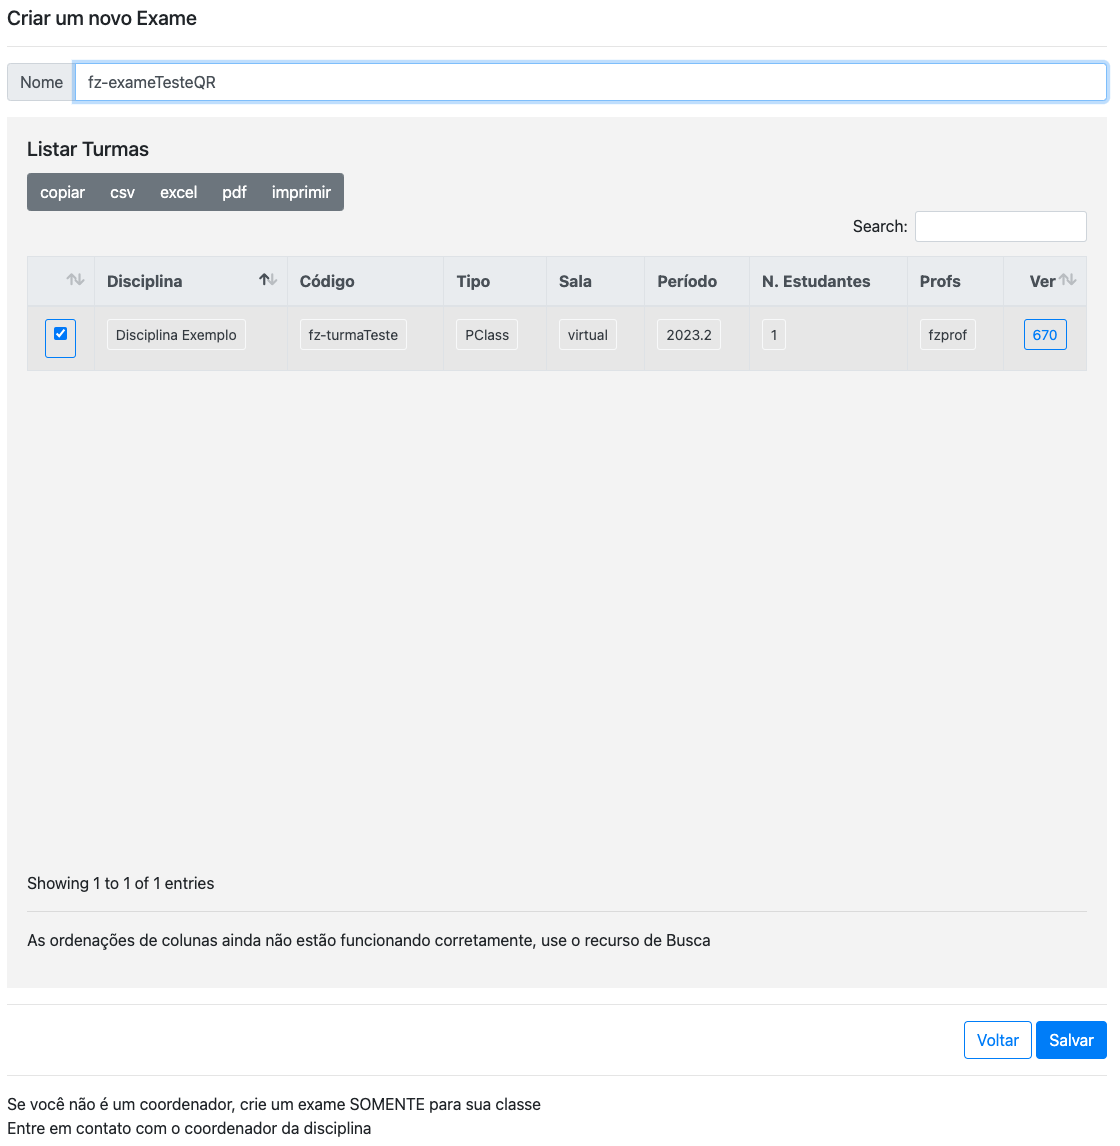 Criar um novo Exame
Nome fz-exameTesteQR
Listar Turmas
copiar csv excel pdf imprimir
Search:
Disciplina Código Tipo Sala Período N. Estudantes Profs Ver
Disciplina Exemplo fz-turmaTeste PClass virtual 2023.2 1 fzprof 670
Showing 1 to 1 of 1 entries
As ordenações de colunas ainda não estão funcionando corretamente, use o recurso de Busca
Voltar Salvar
Se você não é um coordenador, crie um exame SOMENTE para sua classe
Entre em contato com o coordenador da disciplina